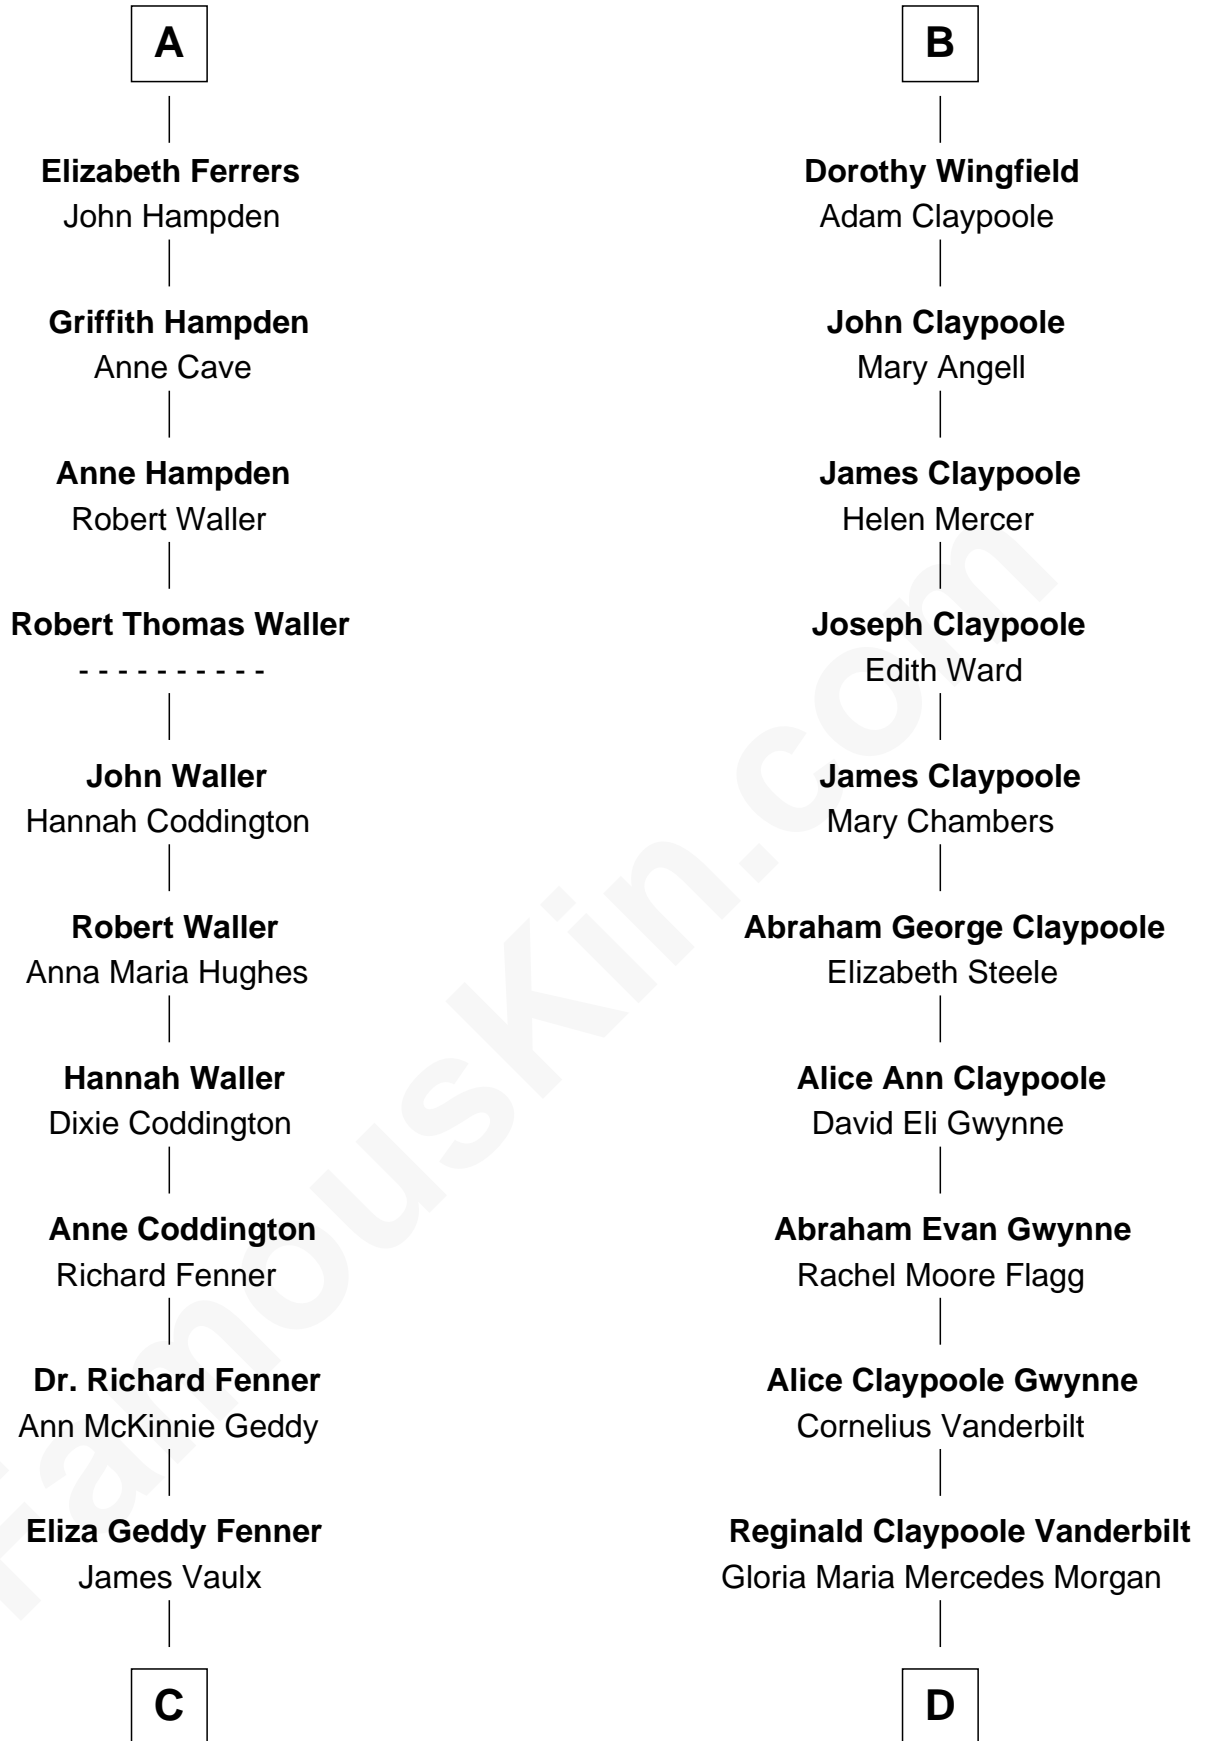 A
Elizabeth Ferrers
John Hampden
Griffith Hampden
Anne Cave
Anne Hampden
Robert Waller
Robert Thomas Waller
- - - - - - - - - -
John Waller
Hannah Coddington
Robert Waller
Anna Maria Hughes
Hannah Waller
Dixie Coddington
Anne Coddington
Richard Fenner
Dr. Richard Fenner
Ann McKinnie Geddy
Eliza Geddy Fenner
James Vaulx
C
B
Dorothy Wingfield
Adam Claypoole
John Claypoole
Mary Angell
James Claypoole
Helen Mercer
Joseph Claypoole
Edith Ward
James Claypoole
Mary Chambers
Abraham George Claypoole
Elizabeth Steele
Alice Ann Claypoole
David Eli Gwynne
Abraham Evan Gwynne
Rachel Moore Flagg
Alice Claypoole Gwynne
Cornelius Vanderbilt
Reginald Claypoole Vanderbilt
Gloria Maria Mercedes Morgan
D
FamousKin.com